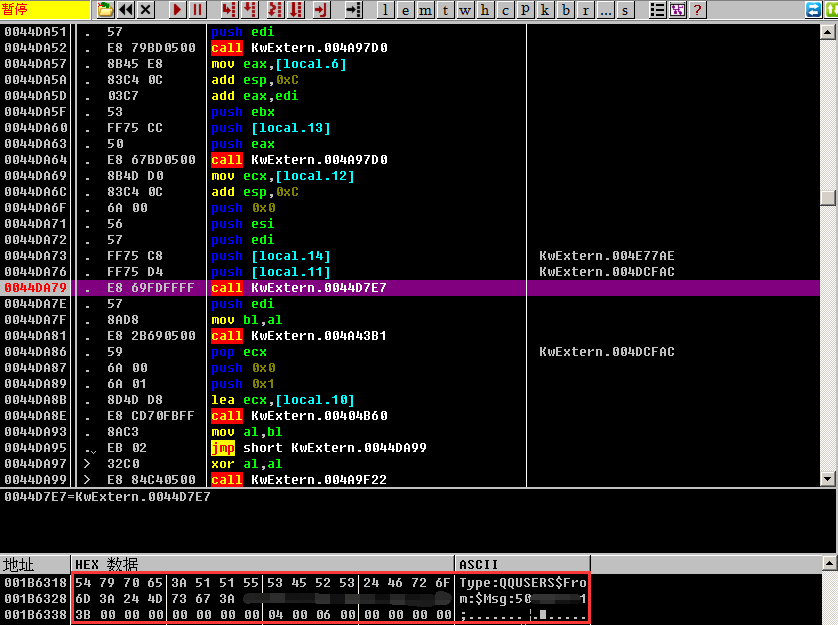 暂停 l e m t w h c p k b r ... s ?
0044DA51 . 57 push edi
0044DA52 . E8 79BD0500 call KwExtern.004A97D0
0044DA57 . 8B45 E8 mov eax,[local.6]
0044DA5A . 83C4 0C add esp,0xC
0044DA5D . 03C7 add eax,edi
0044DA5F . 53 push ebx
0044DA60 . FF75 CC push [local.13]
0044DA63 . 50 push eax
0044DA64 . E8 67BD0500 call KwExtern.004A97D0
0044DA69 . 8B4D D0 mov ecx,[local.12]
0044DA6C . 83C4 0C add esp,0xC
0044DA6F . 6A 00 push 0x0
0044DA71 . 56 push esi
0044DA72 . 57 push edi
0044DA73 . FF75 C8 push [local.14] KwExtern.004E77AE
0044DA76 . FF75 D4 push [local.11] KwExtern.004DCFAC
0044DA79 . E8 69FDFFFF call KwExtern.0044D7E7
0044DA7E . 57 push edi
0044DA7F . 8AD8 mov bl,al
0044DA81 . E8 2B690500 call KwExtern.004A43B1
0044DA86 . 59 pop ecx KwExtern.004DCFAC
0044DA87 . 6A 00 push 0x0
0044DA89 . 6A 01 push 0x1
0044DA8B . 8D4D D8 lea ecx,[local.10]
0044DA8E . E8 CD70FBFF call KwExtern.00404B60
0044DA93 . 8AC3 mov al,bl
0044DA95 . EB 02 jmp short KwExtern.0044DA99
0044DA97 > 32C0 xor al,al
0044DA99 > E8 84C40500 call KwExtern.004A9F22
0044D7E7=KwExtern.0044D7E7
地址 HEX 数据 ASCII
001B6318 54 79 70 65 3A 51 51 55 53 45 52 53 24 46 72 6F Type:QQUSERS$Fro
001B6328 6D 3A 24 4D 73 67 3A m:$Msg:50 1
001B6338 3B 00 00 00 00 00 00 00 04 00 06 00 00 00 00 00 ;....... . .....